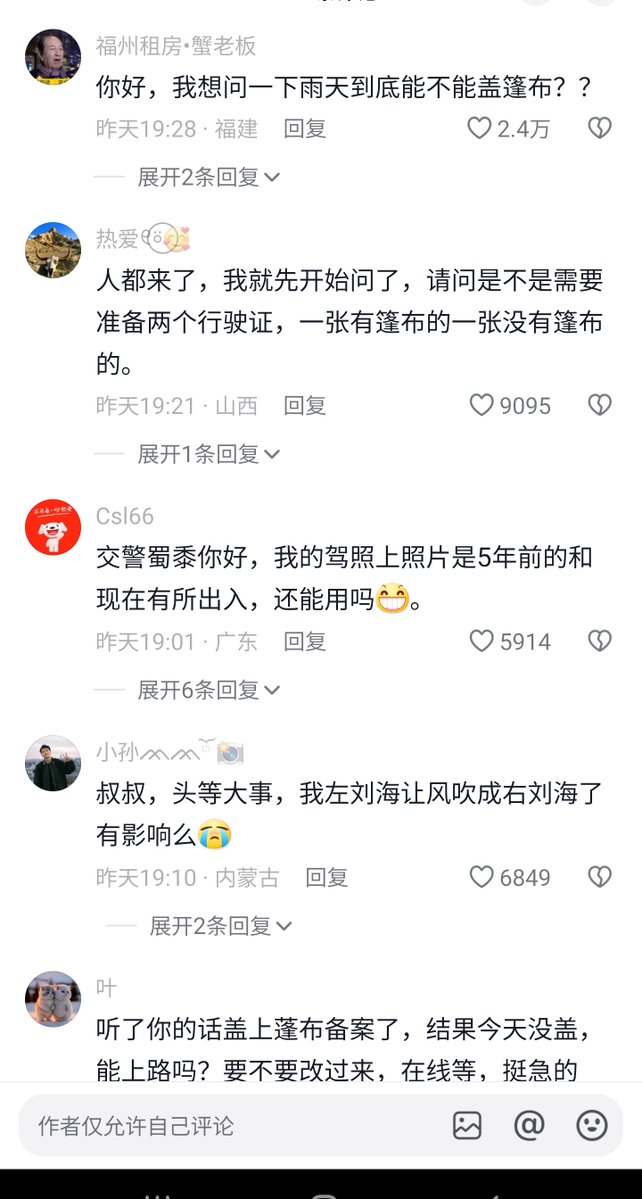 福州租房•蟹老板
你好，我想问一下雨天到底能不能盖篷布？？
昨天19:28 · 福建 回复 2.4万
展开2条回复
热爱
人都来了，我就先开始问了，请问是不是需要
准备两个行驶证，一张有篷布的一张没有篷布
的。
昨天19:21 · 山西 回复 9095
展开1条回复
Csl66
交警蜀黍你好，我的驾照上照片是5年前的和
现在有所出入，还能用吗😁。
昨天19:01 · 广东 回复 5914
展开6条回复
小孙
叔叔，头等大事，我左刘海让风吹成右刘海了
有影响么😭
昨天19:10 · 内蒙古 回复 6849
展开2条回复
叶
听了你的话盖上蓬布备案了，结果今天没盖，
能上路吗？要不要改过来，在线等，挺急的
作者仅允许自己评论